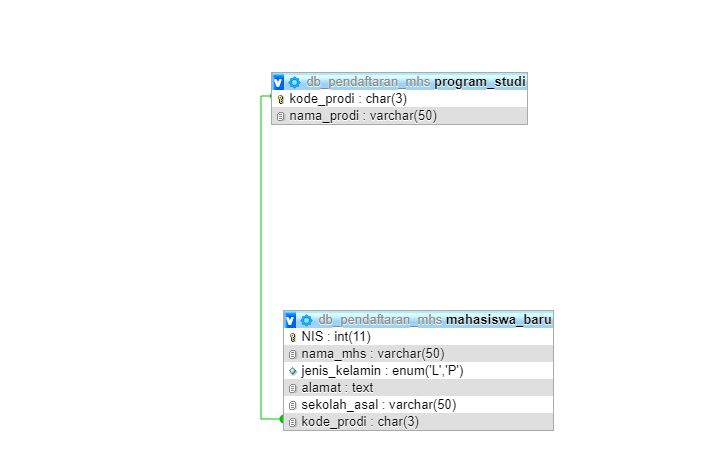 db_pendaftaran_mhs program_studi
kode_prodi : char(3)
nama_prodi : varchar(50)
db_pendaftaran_mhs mahasiswa_baru
NIS : int(11)
nama_mhs : varchar(50)
jenis_kelamin : enum('L','P')
alamat : text
sekolah_asal : varchar(50)
kode_prodi : char(3)